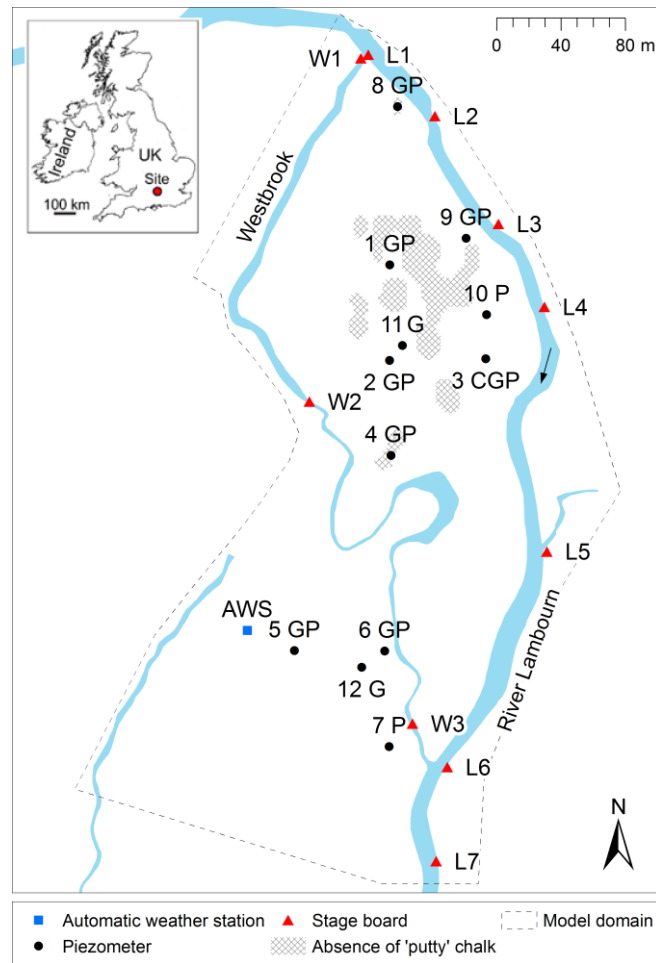 0 40 80 m
W1
L1
8 GP
L2
Ireland
UK
Site
100 km
Westbrook
9 GP
L3
1 GP
10 P
L4
11 G
2 GP
3 CGP
W2
4 GP
L5
AWS
5 GP
6 GP
River Lambourn
12 G
W3
7 P
L6
N
L7
Automatic weather station
Stage board
Model domain
Piezometer
Absence of 'putty' chalk